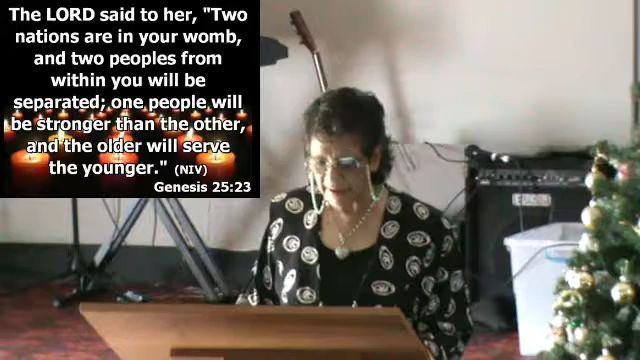 The LORD said to her, "Two
nations are in your womb,
and two peoples from
within you will be
separated; one people will
be stronger than the other,
and the older will serve
the younger." (NIV)
Genesis 25:23